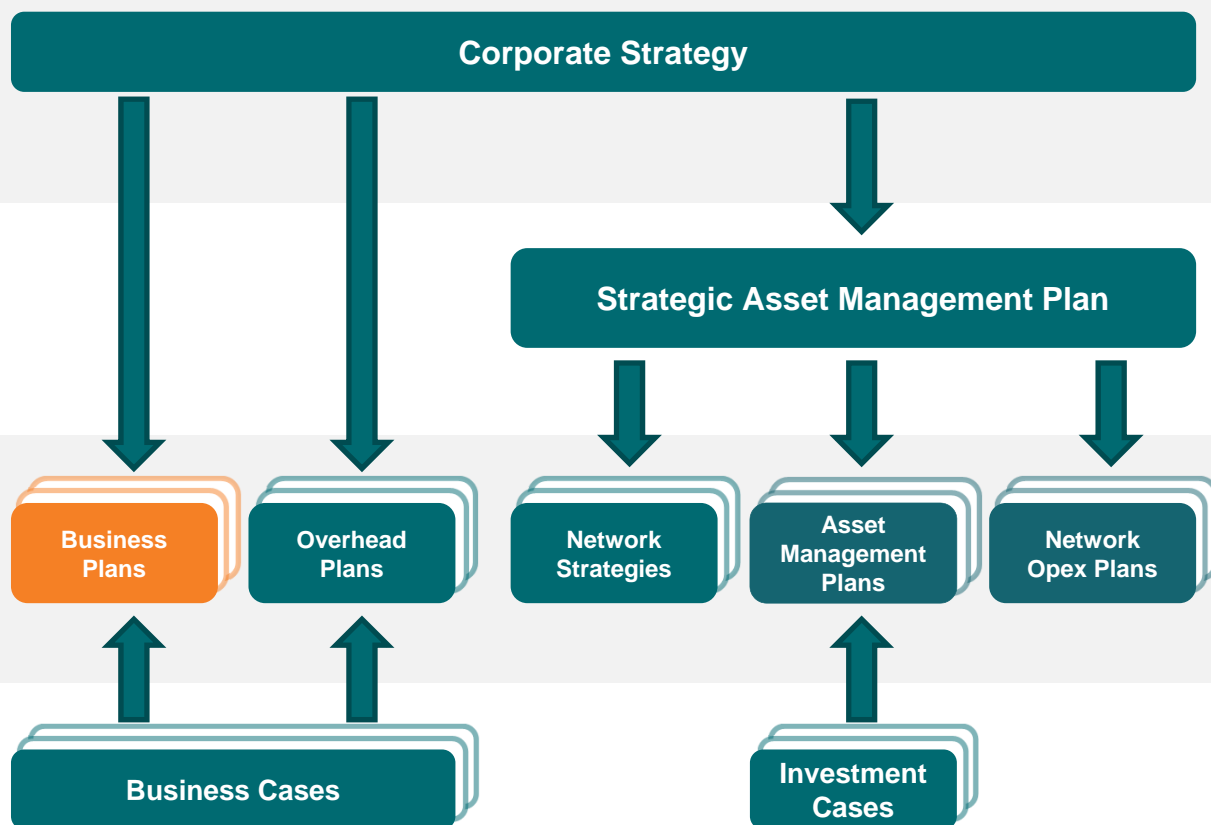 Corporate Strategy
Strategic Asset Management Plan
Business
Plans
Overhead
Plans
Network
Strategies
Asset
Management
Plans
Network
Opex Plans
Business Cases
Investment
Cases